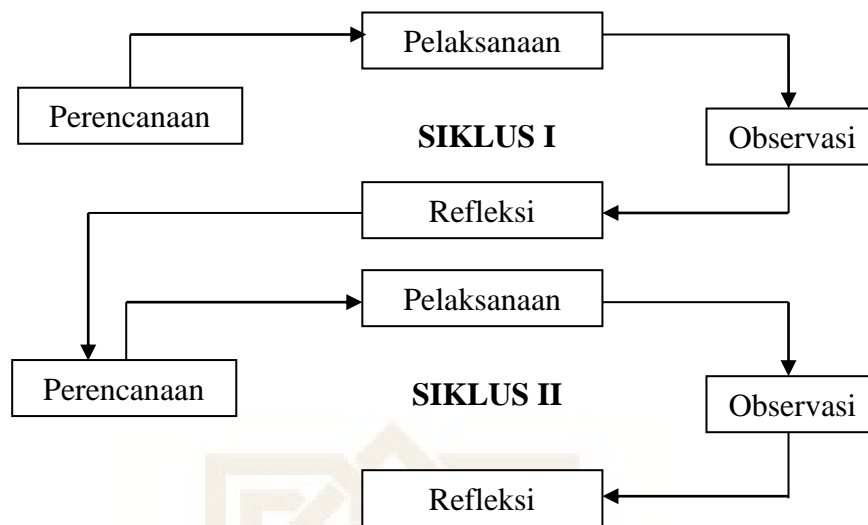 Pelaksanaan
Perencanaan
SIKLUS I
Observasi
Refleksi
Pelaksanaan
Perencanaan
SIKLUS II
Observasi
Refleksi